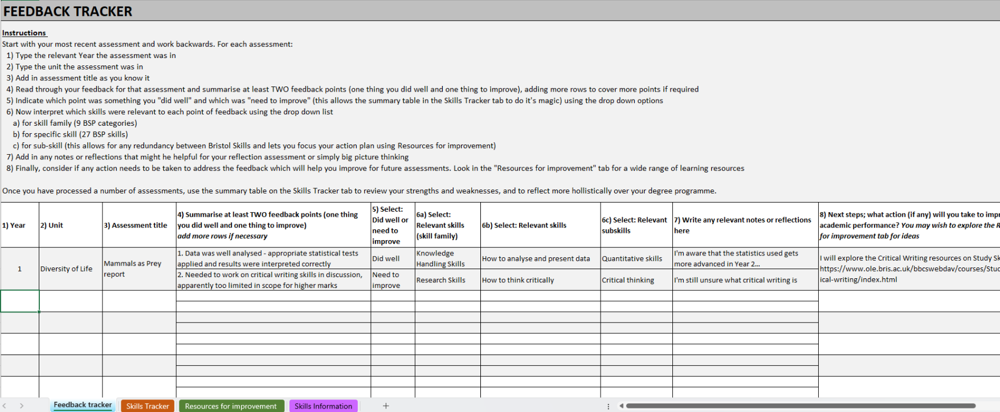 FEEDBACK TRACKER
Instructions
Start with your most recent assessment and work backwards. For each assessment:
1) Type the relevant Year the assessment was in
2) Type the unit the assessment was in
3) Add in assessment title as you know it
4) Read through your feedback for that assessment and summarise at least TWO feedback points (one thing you did well and one thing to improve), adding more rows to cover more points if required
5) Indicate which point was something you "did well" and which was "need to improve" (this allows the summary table in the Skills Tracker tab to do it's magic) using the drop down options
6) Now interpret which skills were relevant to each point of feedback using the drop down list
a) for skill family (9 BSP categories)
b) for specific skill (27 BSP skills)
c) for sub-skill (this allows for any redundancy between Bristol Skills and lets you focus your action plan using Resources for improvement)
7) Add in any notes or reflections that might he helpful for your reflection assessment or simply big picture thinking
8) Finally, consider if any action needs to be taken to address the feedback which will help you improve for future assessments. Look in the "Resources for improvement" tab for a wide range of learning resources
Once you have processed a number of assessments, use the summary table on the Skills Tracker tab to review your strengths and weaknesses, and to reflect more hollistically over your degree programme.
1) Year
2) Unit
3) Assessment title
4) Summarise at least TWO feedback points (one thing
you did well and one thing to improve)
add more rows if necessary
5) Select:
Did well or
need to
improve
6a) Select:
Relevant skills
(skill family)
6b) Select: Relevant skills
6c) Select: Relevant
subskills
7) Write any relevant notes or reflections
here
8) Next steps; what action (if any) will you take to impr
academic performance? You may wish to explore the R
for improvement tab for ideas
1
Diversity of Life
Mammals as Prey
report
1. Data was well analysed - appropriate statistical tests
applied and results were interpreted correctly
Did well
Knowledge
Handling Skills
How to analyse and present data
Quantitative skills
I'm aware that the statistics used gets
more advanced in Year 2...
2. Needed to work on critical writing skills in discussion,
apparently too limited in scope for higher marks
Need to
improve
Research Skills
How to think critically
Critical thinking
I'm still unsure what critical writing is
I will explore the Critical Writing resources on Study Sk
https://www.ole.bris.ac.uk/bbcswebdav/courses/Stud
ical-writing/index.html
Feedback tracker
Skills Tracker
Resources for improvement
Skills Information